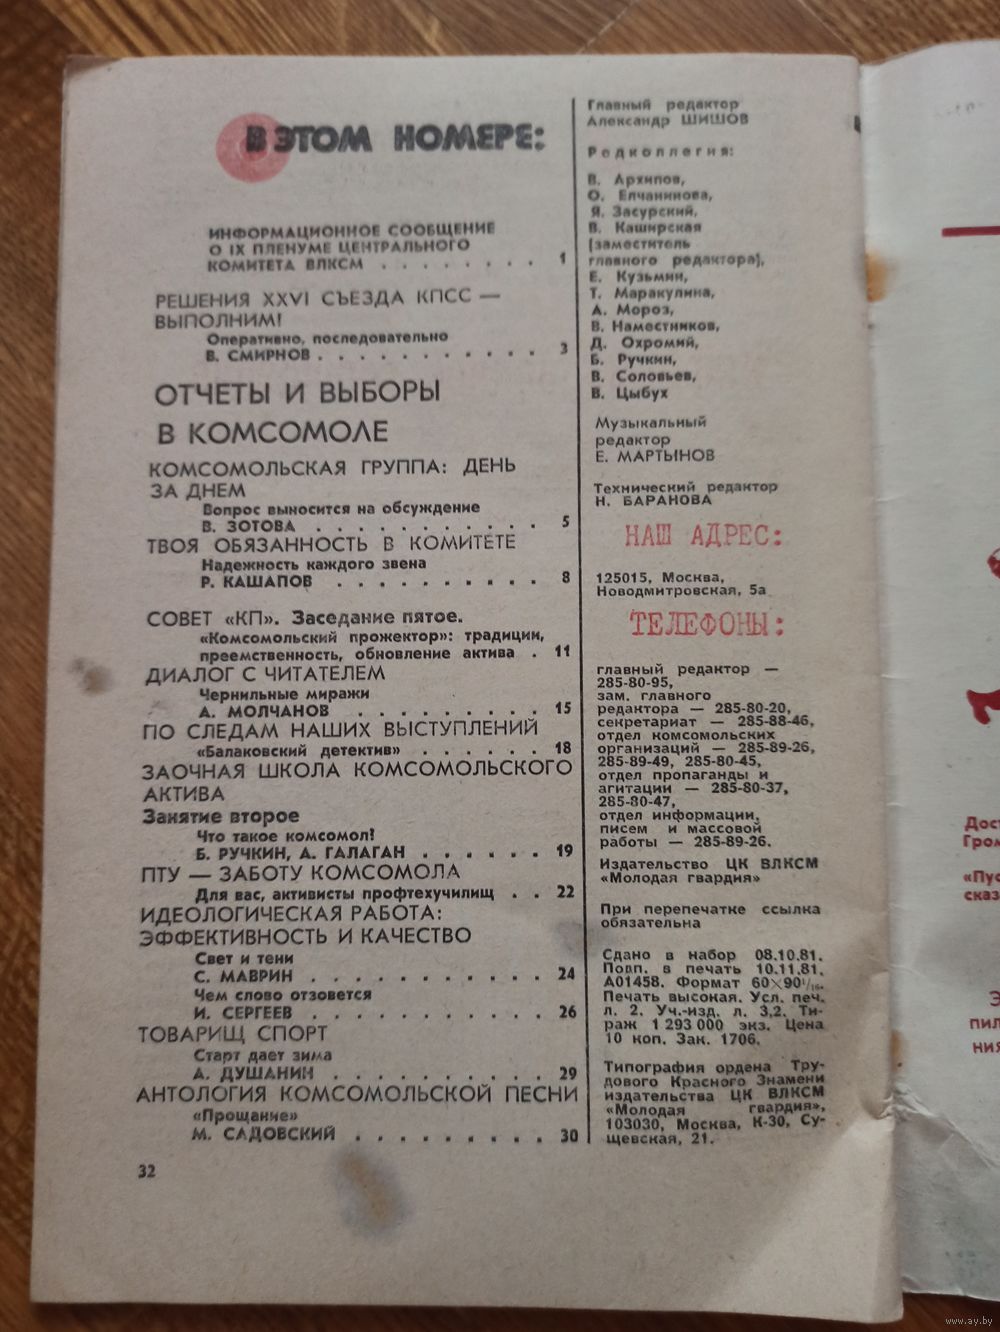 В ЭТОМ НОМЕРЕ:
ИНФОРМАЦИОННОЕ СООБЩЕНИЕ
О IX ПЛЕНУМЕ ЦЕНТРАЛЬНОГО
КОМИТЕТА ВЛКСМ . . . . . . . . 1
РЕШЕНИЯ XXVI СЪЕЗДА КПСС —
ВЫПОЛНИМ!
Оперативно, последовательно
В. СМИРНОВ . . . . . . . . . . . 3
ОТЧЕТЫ И ВЫБОРЫ
В КОМСОМОЛЕ
КОМСОМОЛЬСКАЯ ГРУППА: ДЕНЬ
ЗА ДНЕМ
Вопрос выносится на обсуждение
В. ЗОТОВА . . . . . . . . . . . 5
ТВОЯ ОБЯЗАННОСТЬ В КОМИТЕТЕ
Надежность каждого звена
Р. КАШАПОВ . . . . . . . . . . 8
СОВЕТ «КП». Заседание пятое.
«Комсомольский прожектор»: традиции,
преемственность, обновление актива . 11
ДИАЛОГ С ЧИТАТЕЛЕМ
Чернильные миражи
А. МОЛЧАНОВ . . . . . . . . . 15
ПО СЛЕДАМ НАШИХ ВЫСТУПЛЕНИЙ
«Балаковский детектив» . . . . . . 18
ЗАОЧНАЯ ШКОЛА КОМСОМОЛЬСКОГО
АКТИВА
Занятие второе
Что такое комсомол?
Б. РУЧКИН, А. ГАЛАГАН . . . . . . 19
ПТУ — ЗАБОТУ КОМСОМОЛА
Для вас, активисты профтехучилищ . . 22
ИДЕОЛОГИЧЕСКАЯ РАБОТА:
ЭФФЕКТИВНОСТЬ И КАЧЕСТВО
Свет и тени
С. МАВРИН . . . . . . . . . . . 24
Чем слово отзовется
И. СЕРГЕЕВ . . . . . . . . . . . 26
ТОВАРИЩ СПОРТ
Старт дает зима
А. ДУШАНИН . . . . . . . . . . 29
АНТОЛОГИЯ КОМСОМОЛЬСКОЙ ПЕСНИ
«Прощание»
М. САДОВСКИЙ . . . . . . . . . 30
32
Главный редактор
Александр ШИШОВ
Редколлегия:
В. Архипов,
О. Елчанинова,
Я. Засурский,
В. Каширская
(заместитель
главного редактора),
Е. Кузьмин,
Т. Маракулина,
А. Мороз,
В. Наместников,
Д. Охромий,
Б. Ручкин,
В. Соловьев,
В. Цыбух
Музыкальный
редактор
Е. МАРТЫНОВ
Технический редактор
Н. БАРАНОВА
НАШ АДРЕС:
125015, Москва,
Новодмитровская, 5а
ТЕЛЕФОНЫ:
главный редактор —
285-80-95,
зам. главного
редактора — 285-80-20,
секретариат — 285-88-46,
отдел комсомольских
организаций — 285-89-26,
285-89-49, 285-80-45,
отдел пропаганды и
агитации — 285-80-37,
285-80-47,
отдел информации,
писем и массовой
работы — 285-89-26.
Издательство ЦК ВЛКСМ
«Молодая гвардия»
При перепечатке ссылка
обязательна
Сдано в набор 08.10.81.
Подп. в печать 10.11.81.
А01458. Формат 60×90¹/₁₆.
Печать высокая. Усл. печ.
л. 2. Уч.-изд. л. 3,2. Ти-
раж 1 293 000 экз. Цена
10 коп. Зак. 1706.
Типография ордена Тру-
дового Красного Знамени
издательства ЦК ВЛКСМ
«Молодая гвардия»,
103030, Москва, К-30, Су-
щевская, 21.
www.ay.by